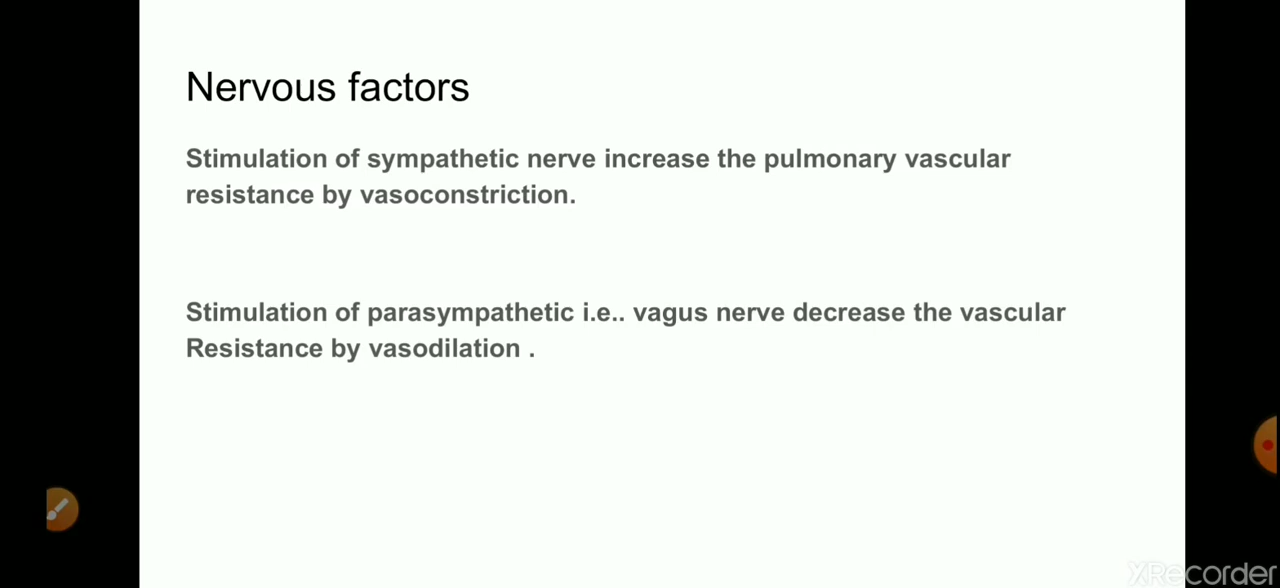 Nervous factors
Stimulation of sympathetic nerve increase the pulmonary vascular
resistance by vasoconstriction.
Stimulation of parasympathetic i.e.. vagus nerve decrease the vascular
Resistance by vasodilation .
XRecorder